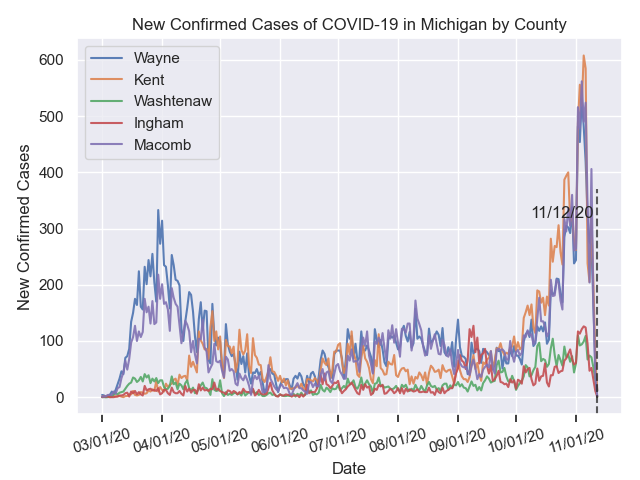 New Confirmed Cases of COVID-19 in Michigan by County
Wayne
Kent
Washtenaw
Ingham
Macomb
New Confirmed Cases
600
500
400
300
200
100
0
11/12/20
03/01/20
04/01/20
05/01/20
06/01/20
07/01/20
08/01/20
09/01/20
10/01/20
11/01/20
Date